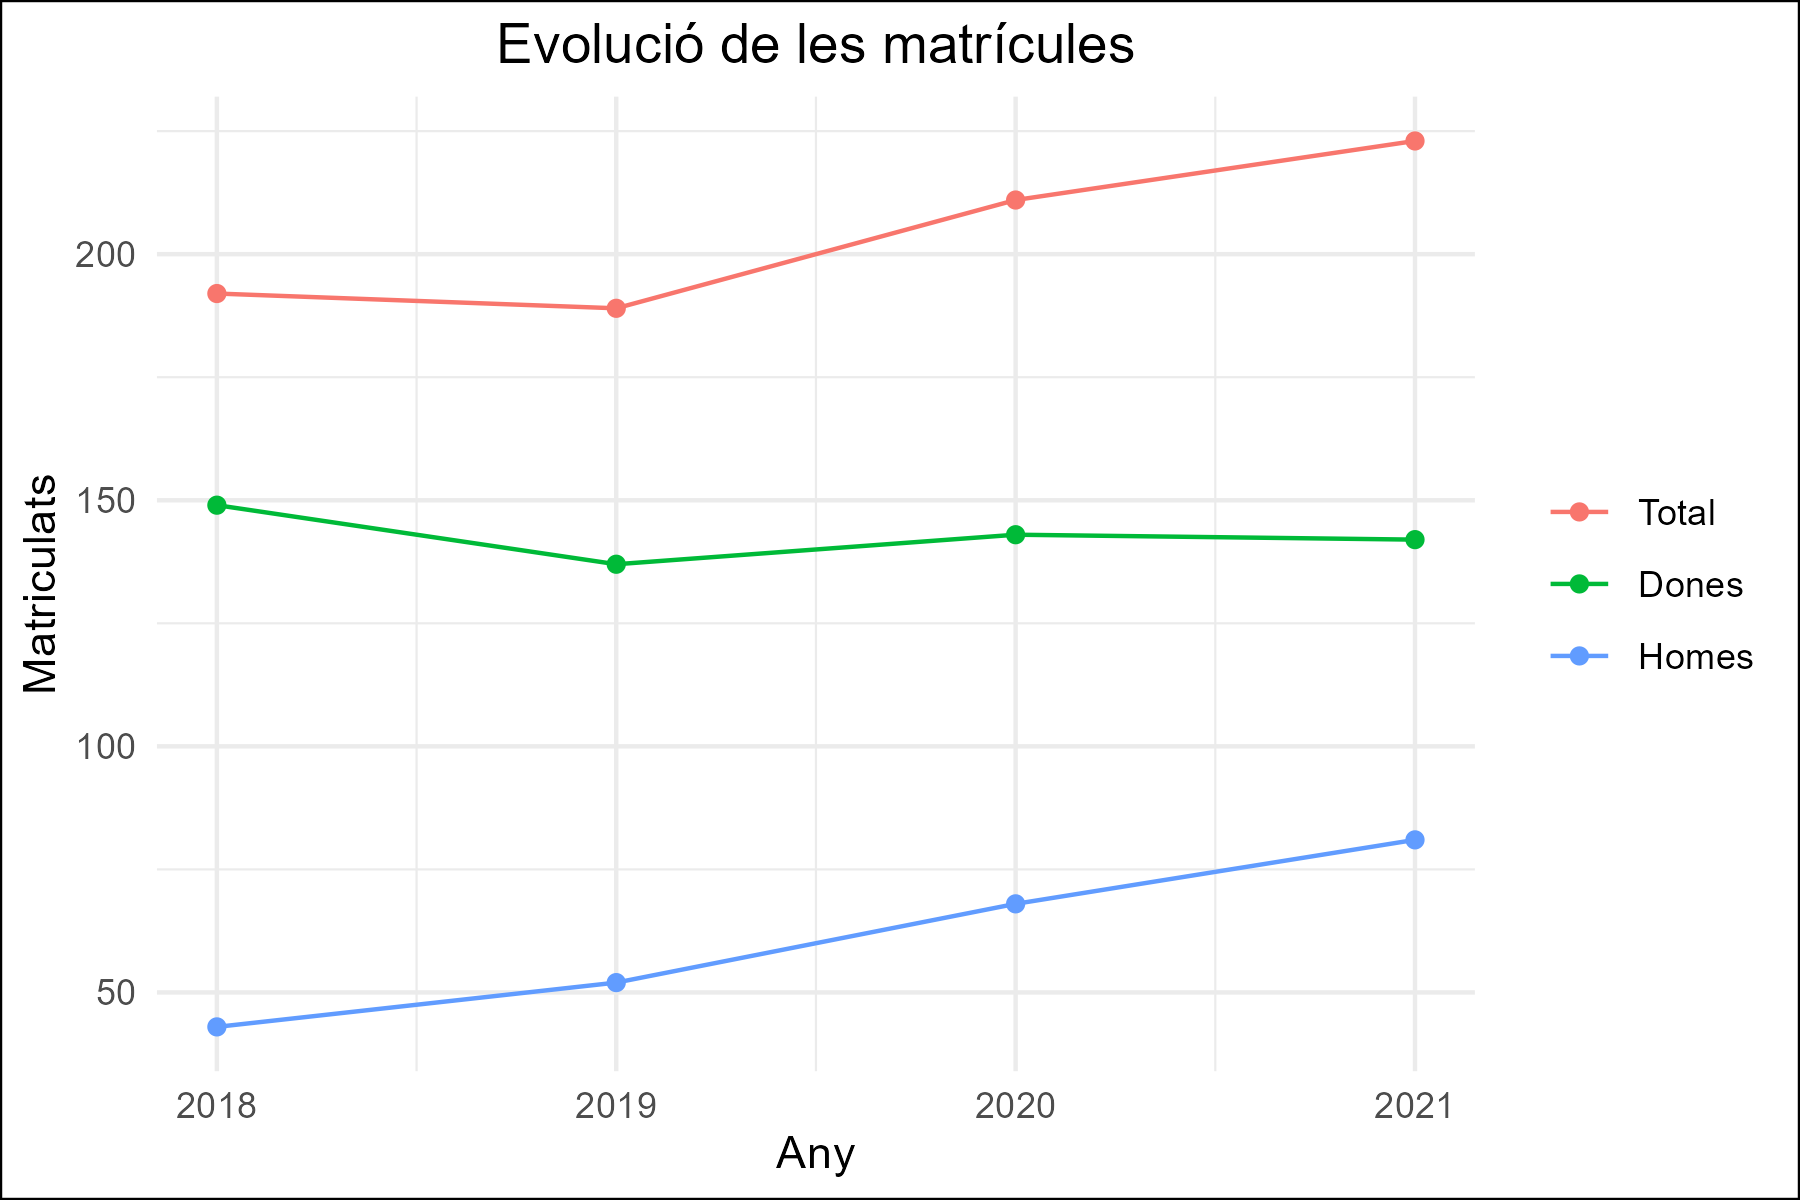 Evolució de les matrícules
Matriculats
200
150
100
50
2018 2019 2020 2021
Any
Total
Dones
Homes